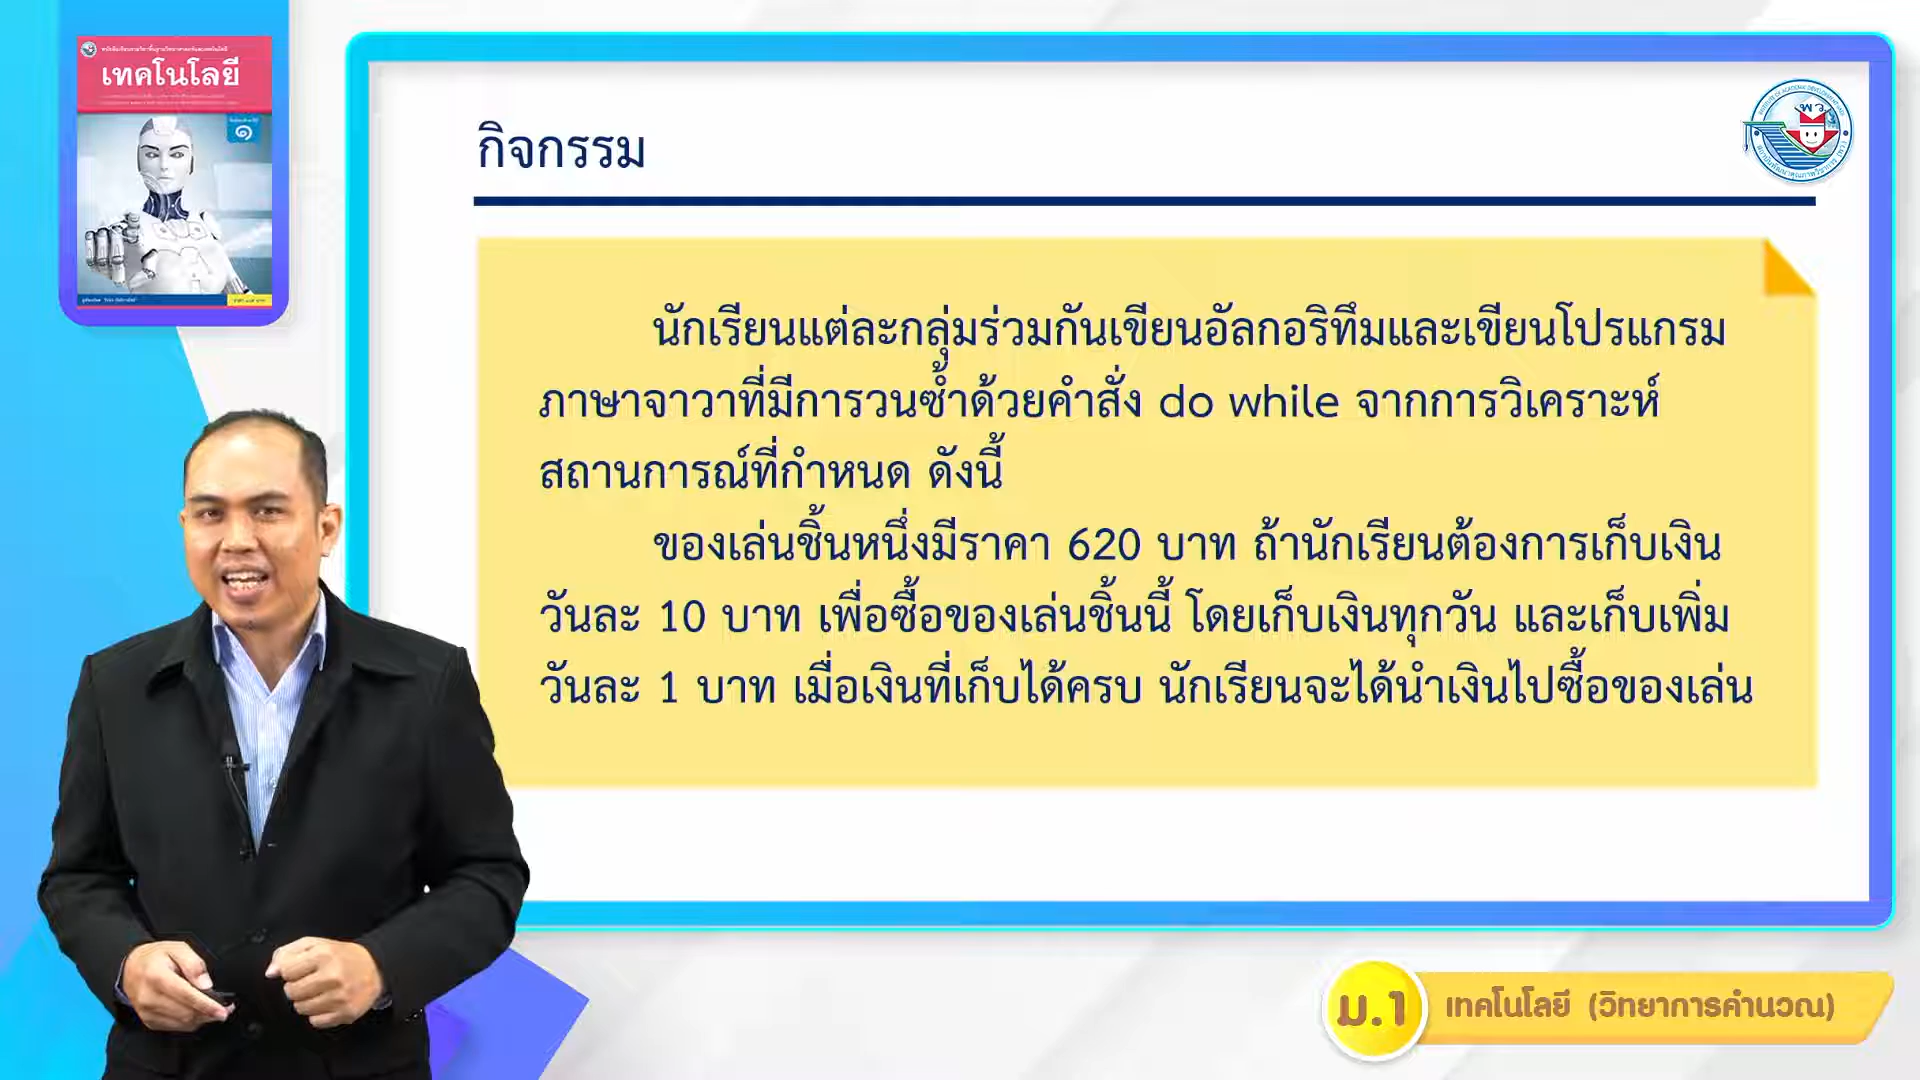 เทคโนโลยี
๑
กิจกรรม
พว.
นักเรียนแต่ละกลุ่มร่วมกันเขียนอัลกอริทึมและเขียนโปรแกรม
ภาษาจาวาที่มีการวนซ้ำด้วยคำสั่ง do while จากการวิเคราะห์
สถานการณ์ที่กำหนด ดังนี้
ของเล่นชิ้นหนึ่งมีราคา 620 บาท ถ้านักเรียนต้องการเก็บเงิน
วันละ 10 บาท เพื่อซื้อของเล่นชิ้นนี้ โดยเก็บเงินทุกวัน และเก็บเพิ่ม
วันละ 1 บาท เมื่อเงินที่เก็บได้ครบ นักเรียนจะได้นำเงินไปซื้อของเล่น
ม.1 เทคโนโลยี (วิทยาการคำนวณ)